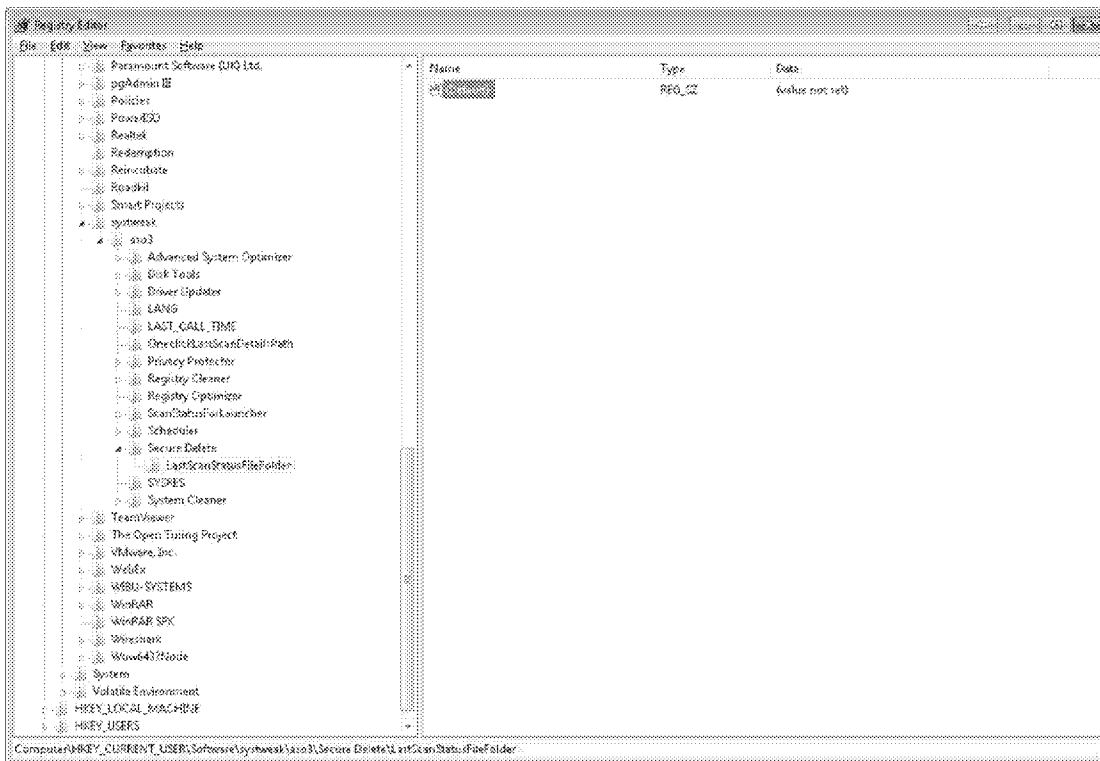 Registry Editor
File Edit View Favorites Help
Paramount Software (UK) Ltd.
pgAdmin III
Policies
PowerISO
Realtek
Redemption
Reincubate
Roadkil
Smart Projects
systweak
aso3
Advanced System Optimizer
Disk Tools
Driver Updater
LANG
LAST_CALL_TIME
OneclickLastScanDetail:Path
Privacy Protector
Registry Cleaner
Registry Optimizer
ScanStatusForLauncher
Scheduler
Secure Delete
LastScanStatusFileFolder
System Cleaner
TeamViewer
The Open Tuning Project
VMware, Inc.
WebEx
WIBU-SYSTEMS
WinRAR
WinRAR SFX
Wireshark
Wow6432Node
System
Volatile Environment
HKEY_LOCAL_MACHINE
HKEY_USERS
Name Type Data
REG_SZ (value not set)
Computer\HKEY_CURRENT_USER\Software\systweak\aso3\Secure Delete\LastScanStatusFileFolder